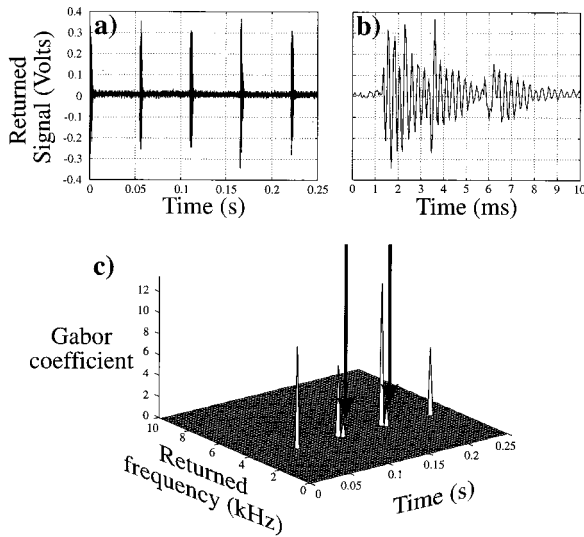 a)
Returned
Signal (Volts)
0.4
0.3
0.2
0.1
0
-0.1
-0.2
-0.3
-0.4
0 0.05 0.1 0.15 0.2 0.25
Time (s)
b)
0 1 2 3 4 5 6 7 8 9 10
Time (ms)
c)
Gabor
coefficient
12
10
8
6
4
2
0
10 8 6 4 2 0
Returned
frequency (kHz)
0 0.05 0.1 0.15 0.2 0.25
Time (s)